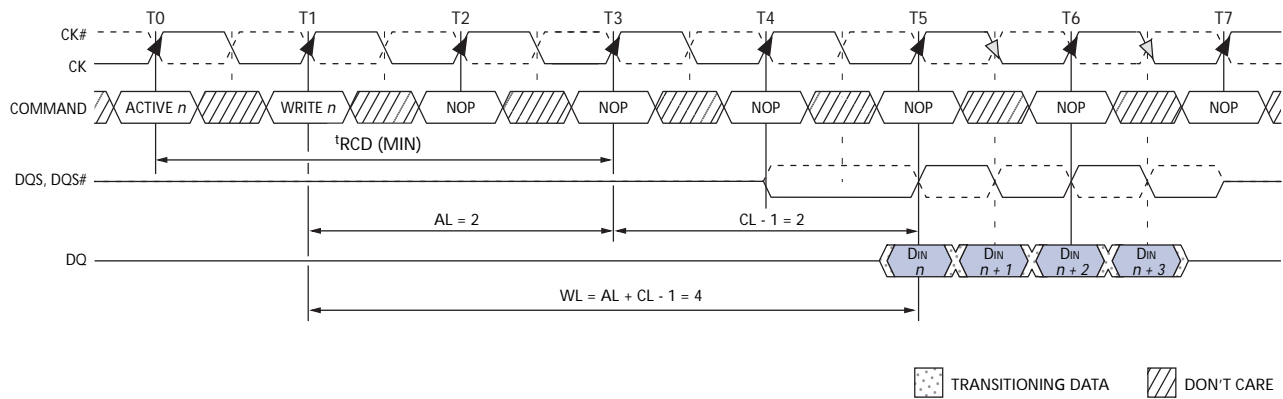 T0 T1 T2 T3 T4 T5 T6 T7
CK#
CK
COMMAND ACTIVE n WRITE n NOP NOP NOP NOP NOP NOP
tRCD (MIN)
DQS, DQS#
AL = 2 CL - 1 = 2
DQ DIN n DIN n + 1 DIN n + 2 DIN n + 3
WL = AL + CL - 1 = 4
TRANSITIONING DATA DON'T CARE